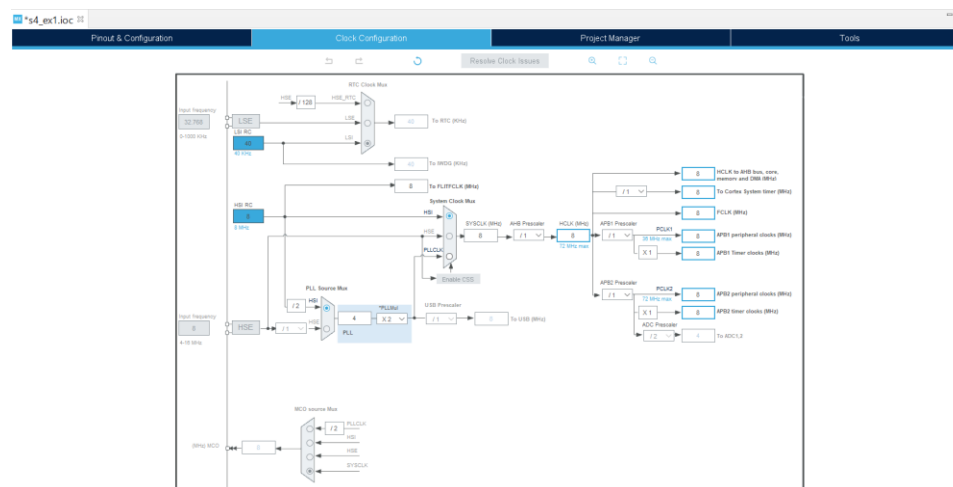 *s4_ex1.ioc
Pinout & Configuration
Clock Configuration
Project Manager
Tools
Resolve Clock Issues
RTC Clock Mux
HSE
/ 128
HSE_RTC
Input frequency
32.768
LSE
LSE
40
To RTC (KHz)
0-1000 KHz
LSI RC
40
LSI
40 KHz
40
To IWDG (KHz)
8
To FLITFCLK (MHz)
HSI RC
8
8 MHz
System Clock Mux
HSI
HSE
PLLCLK
SYSCLK (MHz)
8
AHB Prescaler
/ 1
HCLK (MHz)
8
72 MHz max
Enable CSS
8
HCLK to AHB bus, core,
memory and DMA (MHz)
/ 1
8
To Cortex System timer (MHz)
8
FCLK (MHz)
APB1 Prescaler
/ 1
PCLK1
36 MHz max
8
APB1 peripheral clocks (MHz)
X 1
8
APB1 Timer clocks (MHz)
APB2 Prescaler
/ 1
PCLK2
72 MHz max
8
APB2 peripheral clocks (MHz)
X 1
8
APB2 timer clocks (MHz)
ADC Prescaler
/ 2
4
To ADC1,2
PLL Source Mux
/ 2
HSI
*PLLMul
4
X 2
PLL
USB Prescaler
/ 1
8
To USB (MHz)
Input frequency
8
HSE
/ 1
HSE
4-16 MHz
MCO source Mux
/ 2
PLLCLK
HSI
HSE
SYSCLK
(MHz) MCO
8